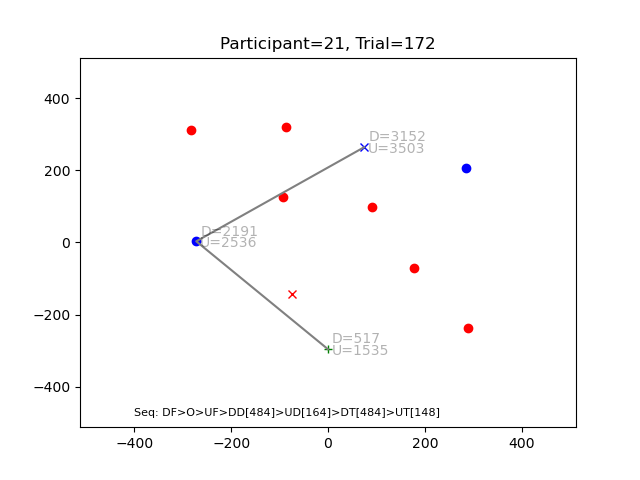 Participant=21, Trial=172
400
200
0
−200
−400
D=3152
U=3503
D=2191
U=2536
D=517
U=1535
Seq: DF>O>UF>DD[484]>UD[164]>DT[484]>UT[148]
−400
−200
0
200
400